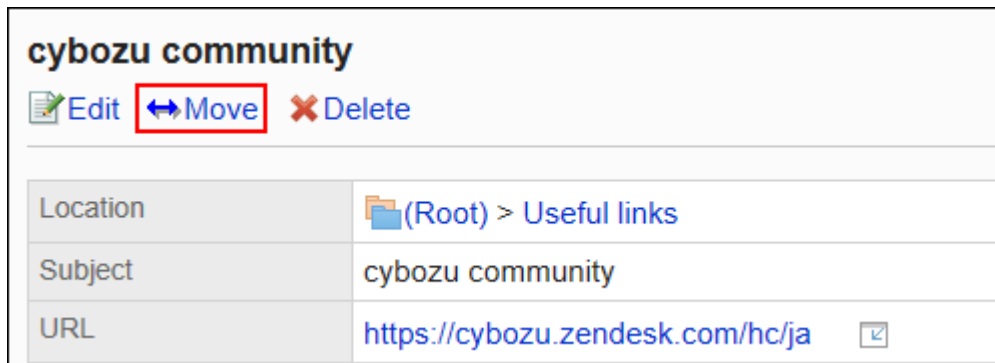 cybozu community
Edit Move Delete
Location (Root) > Useful links
Subject cybozu community
URL https://cybozu.zendesk.com/hc/ja